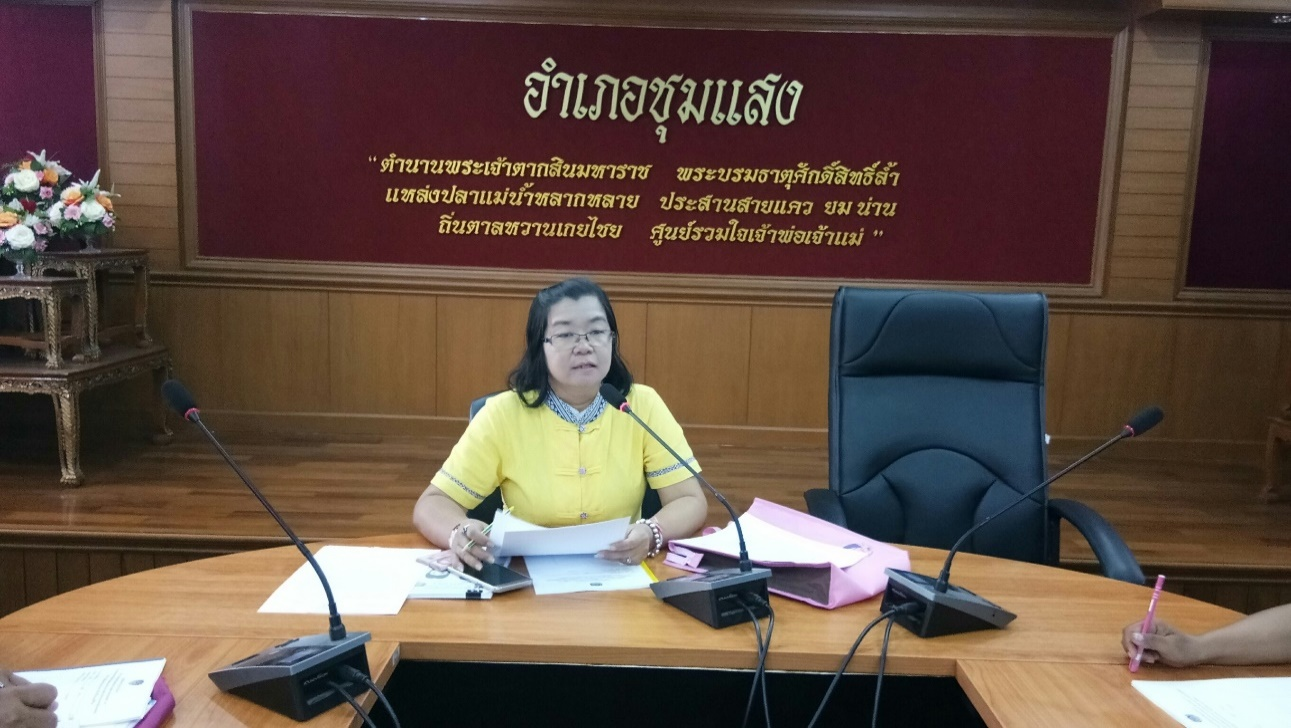 อำเภอชุมแสง
“ตำนานพระเจ้าตากสินมหาราช พระบรมธาตุศักดิ์สิทธิ์ล้ำ
แหล่งปลาแม่น้ำหลากหลาย ประสานสายแคว ยม น่าน
ถิ่นตาลหวานเกยไชย ศูนย์รวมใจเจ้าพ่อเจ้าแม่ ”